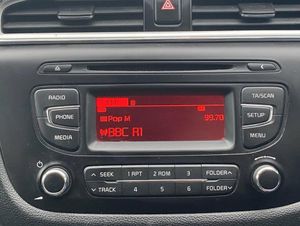 RADIO
TA/SCAN
PHONE
Pop M
99.70
SETUP
MEDIA
BBC R1
MENU
SEEK
1 RPT
2 RDM
3
FOLDER
TRACK
4
5
6
FOLDER